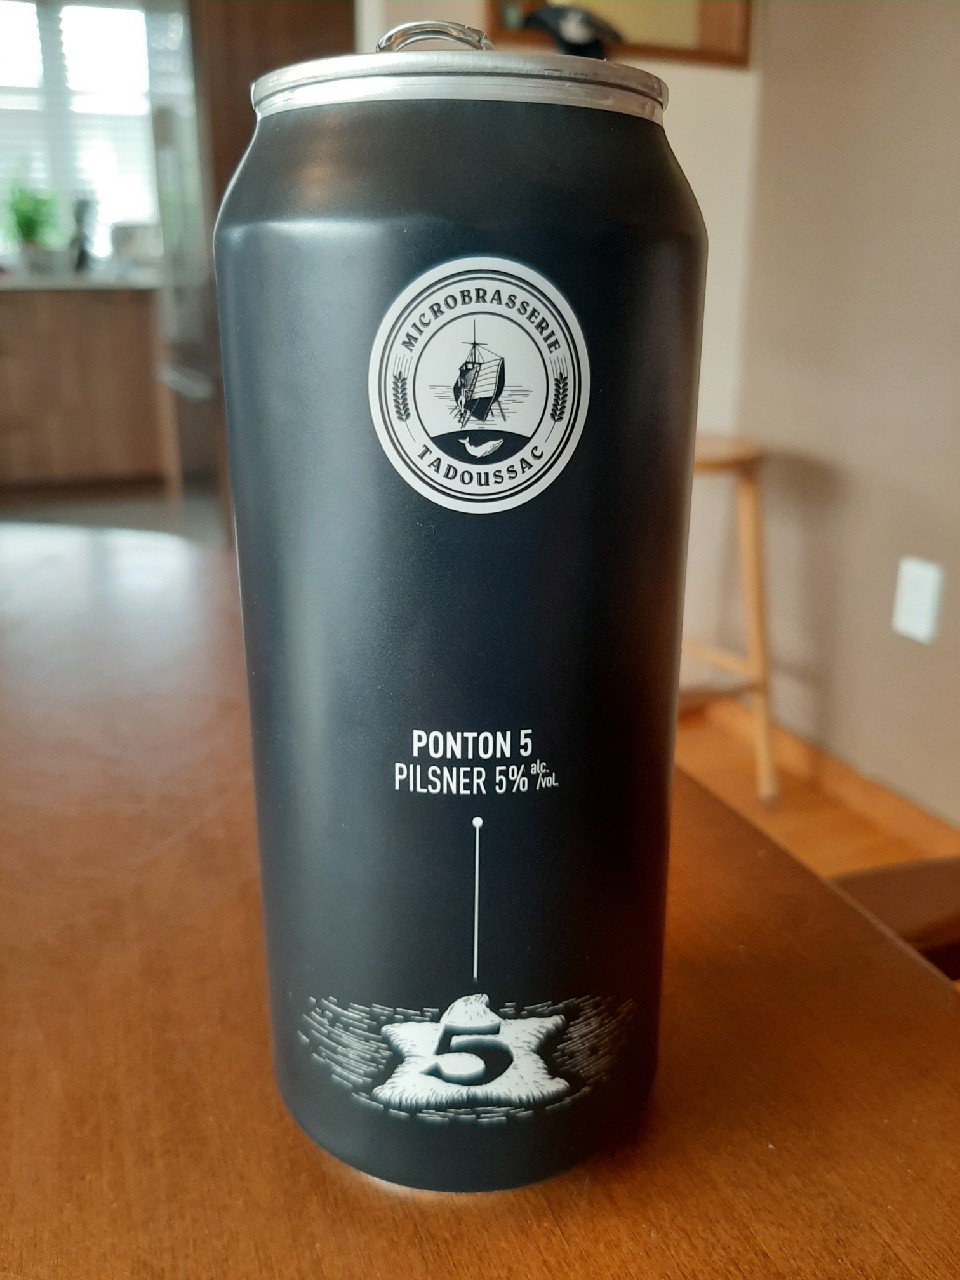 MICROBRASSERIE
TADOUSSAC
PONTON 5
PILSNER 5% alc./vol.
5